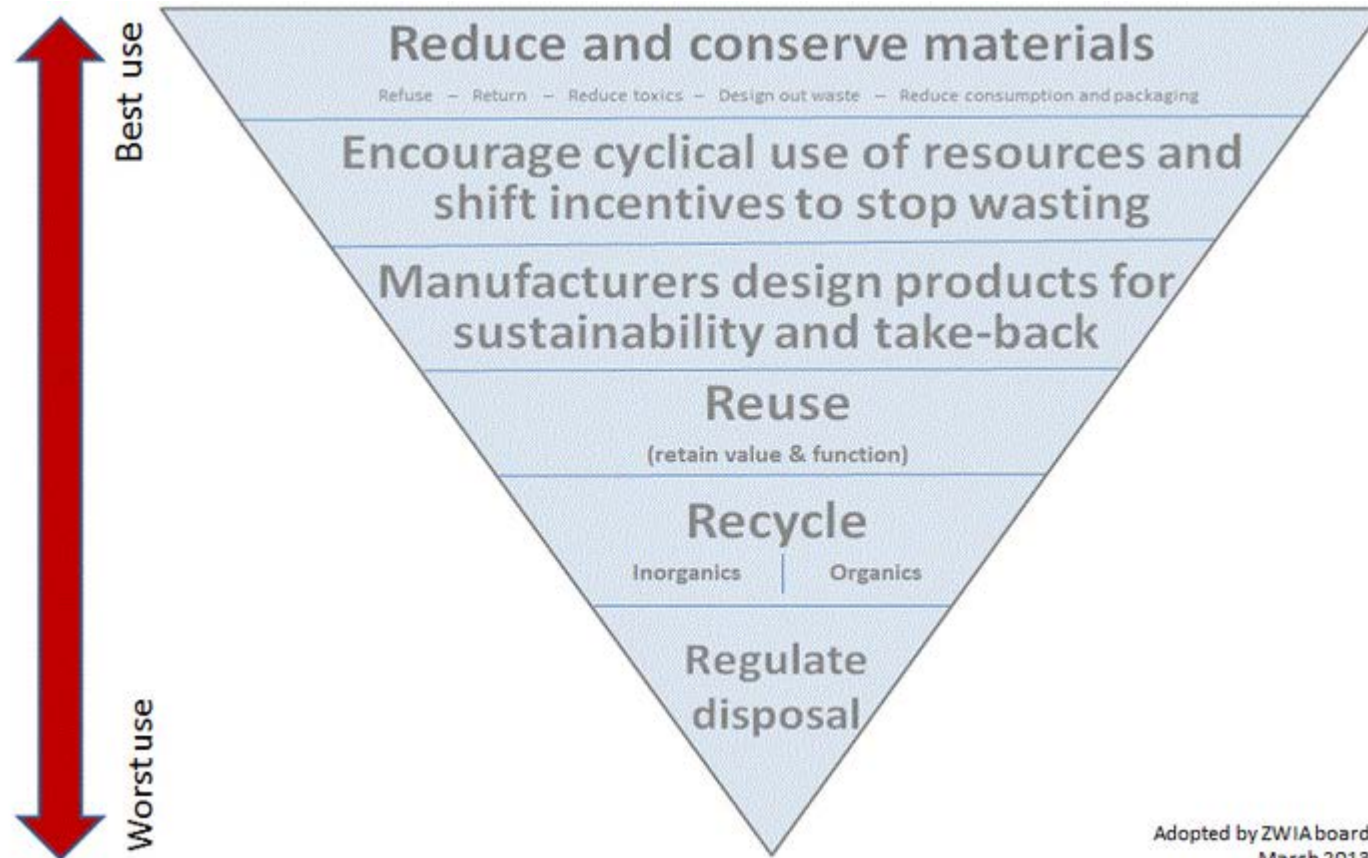 Best use
Reduce and conserve materials
Refuse – Return – Reduce toxics – Design out waste – Reduce consumption and packaging
Encourage cyclical use of resources and
shift incentives to stop wasting
Manufacturers design products for
sustainability and take-back
Reuse
(retain value & function)
Recycle
Inorganics | Organics
Regulate
disposal
Worst use
Adopted by ZWIA board
March 2013